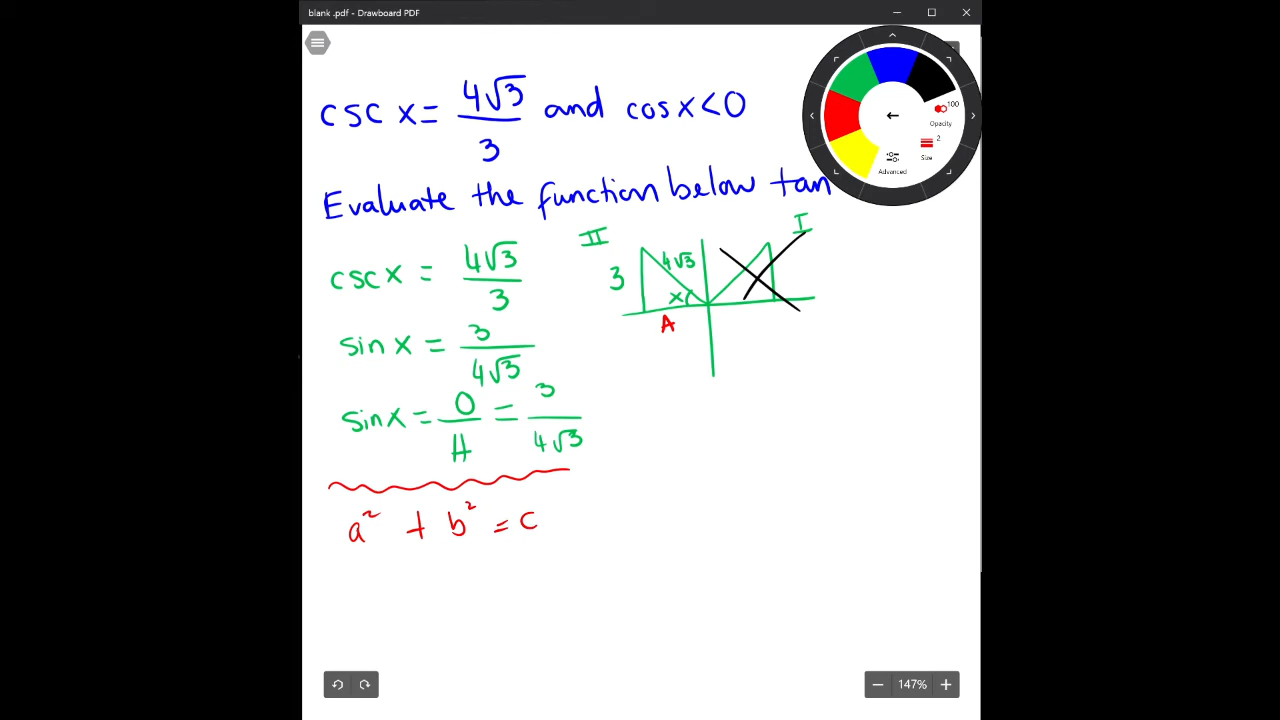 blank .pdf - Drawboard PDF
csc x = 4√3/3 and cos x < 0
Evaluate the function below tan
100
Opacity
2
Size
Advanced
csc x = 4√3/3
sin x = 3/4√3
sin x = O/H = 3/4√3
II
I
3
4√3
x
A
a² + b² = c
147%